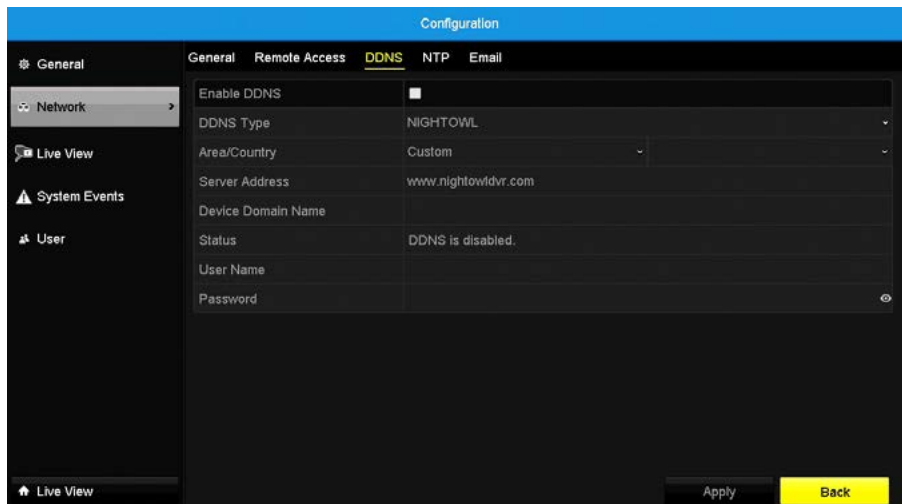 Configuration
General
Network
Live View
System Events
User
Live View
General Remote Access DDNS NTP Email
Enable DDNS
DDNS Type NIGHTOWL
Area/Country Custom
Server Address www.nightowldvr.com
Device Domain Name
Status DDNS is disabled.
User Name
Password
Apply Back